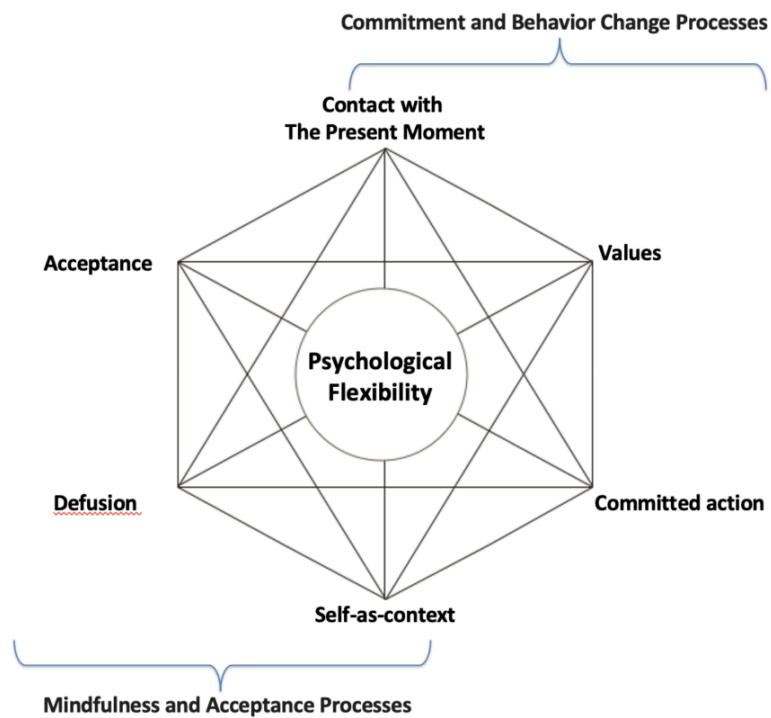 Commitment and Behavior Change Processes
Contact with
The Present Moment
Acceptance
Values
Psychological
Flexibility
Defusion
Committed action
Self-as-context
Mindfulness and Acceptance Processes